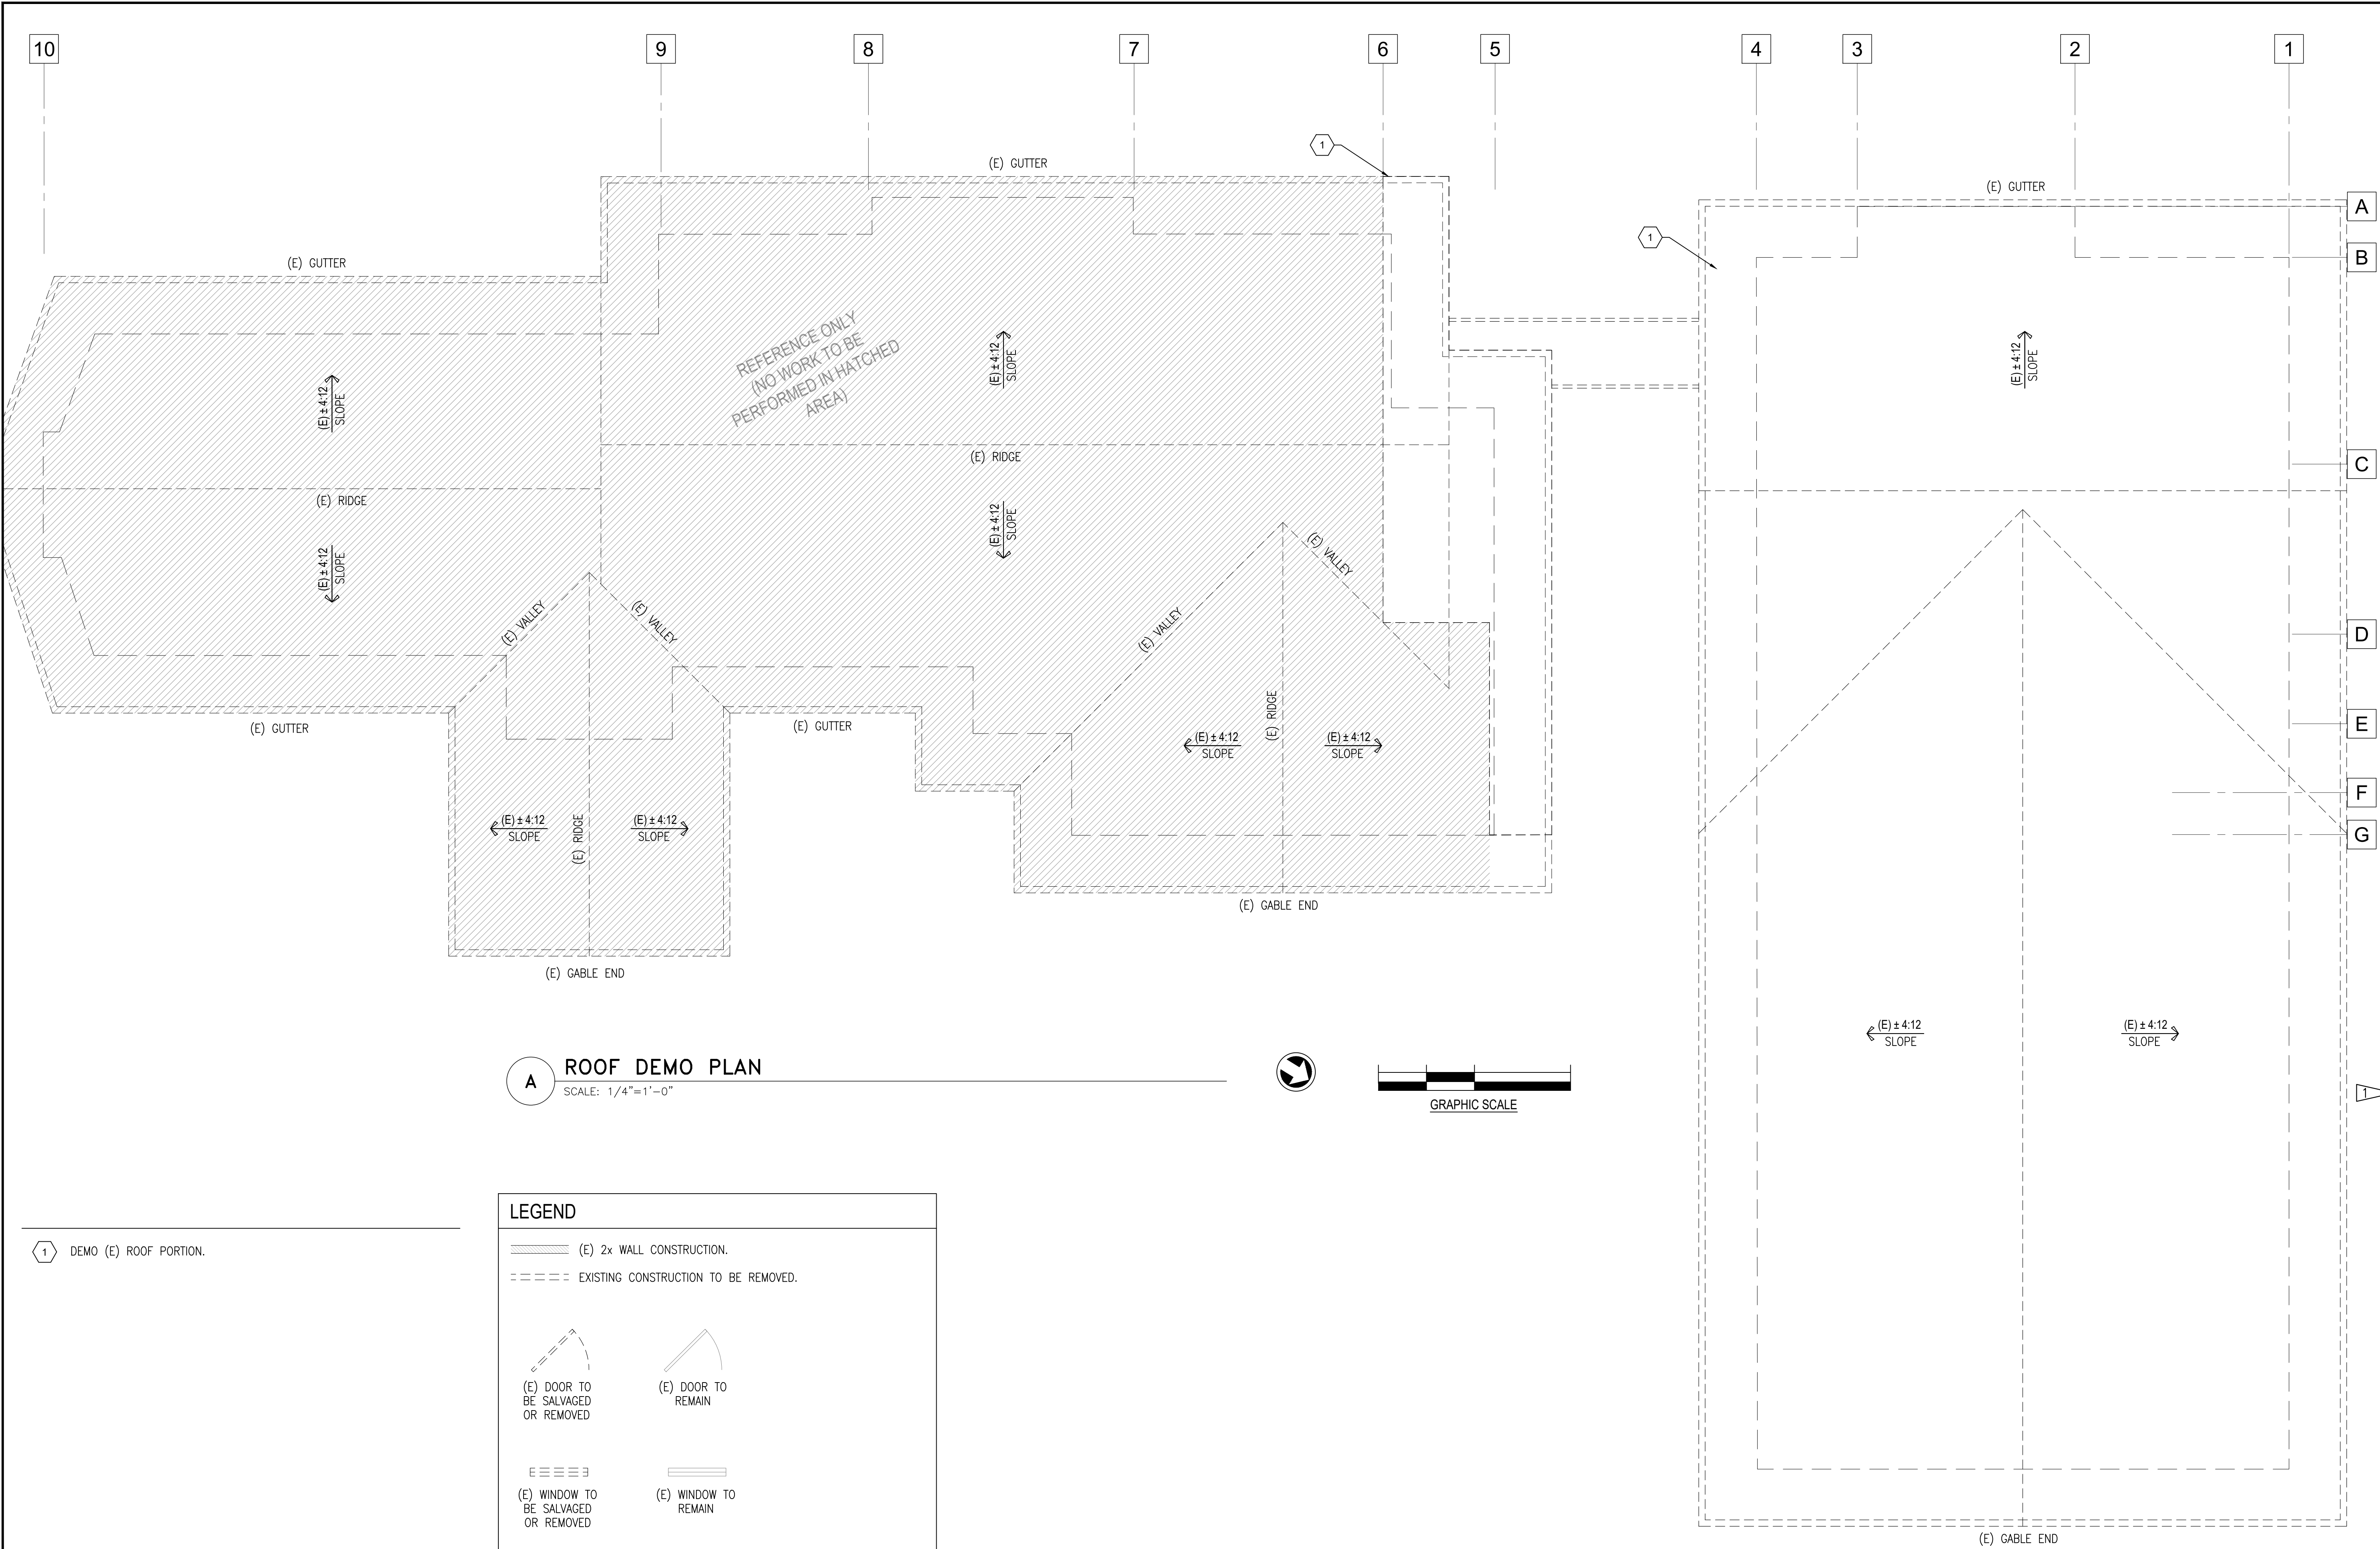 10
9
8
7
6
5
4
3
2
1
A
B
C
D
E
F
G
1
1
(E) GUTTER
(E) GUTTER
(E) GUTTER
REFERENCE ONLY
(NO WORK TO BE
PERFORMED IN HATCHED
AREA)
(E) ± 4:12
SLOPE
(E) ± 4:12
SLOPE
(E) ± 4:12
SLOPE
(E) RIDGE
(E) RIDGE
(E) ± 4:12
SLOPE
(E) ± 4:12
SLOPE
(E) VALLEY
(E) VALLEY
(E) VALLEY
(E) VALLEY
(E) GUTTER
(E) GUTTER
(E) RIDGE
(E) ± 4:12
SLOPE
(E) ± 4:12
SLOPE
(E) ± 4:12
SLOPE
(E) RIDGE
(E) ± 4:12
SLOPE
(E) GABLE END
(E) GABLE END
(E) ± 4:12
SLOPE
(E) ± 4:12
SLOPE
1
A
ROOF DEMO PLAN
SCALE: 1/4"=1'-0"
GRAPHIC SCALE
1
DEMO (E) ROOF PORTION.
LEGEND
(E) 2x WALL CONSTRUCTION.
EXISTING CONSTRUCTION TO BE REMOVED.
(E) DOOR TO
BE SALVAGED
OR REMOVED
(E) DOOR TO
REMAIN
(E) WINDOW TO
BE SALVAGED
OR REMOVED
(E) WINDOW TO
REMAIN
(E) GABLE END